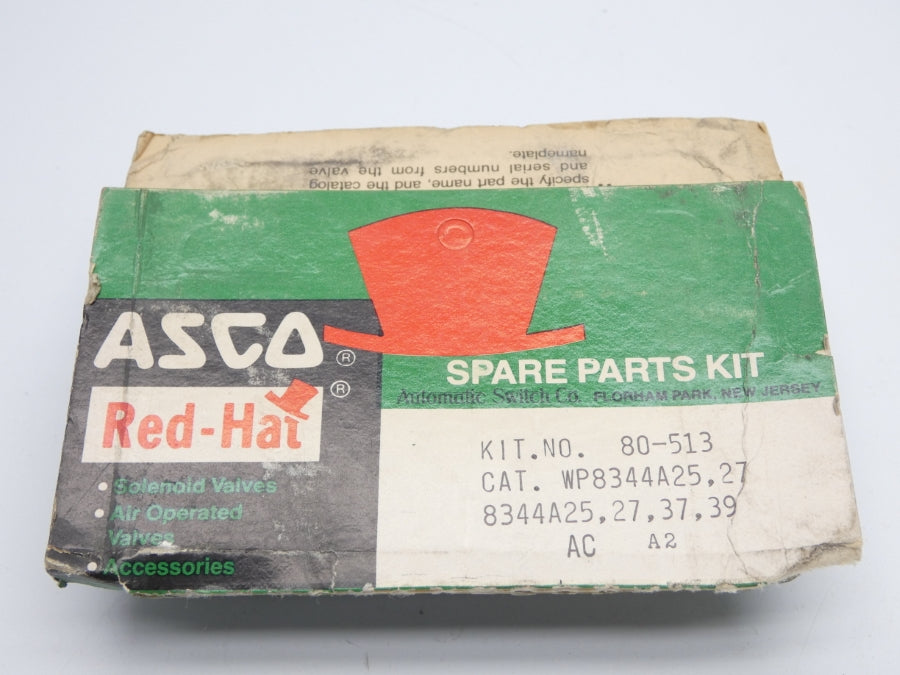 specify the part name, and the catalog
and serial numbers from the valve
nameplate.
ASCO ®
Red-Hat ®
• Solenoid Valves
• Air Operated
Valves
• Accessories
SPARE PARTS KIT
Automatic Switch Co. FLORHAM PARK, NEW JERSEY
KIT.NO. 80-513
CAT. WP8344A25,27
8344A25,27,37,39
AC A2